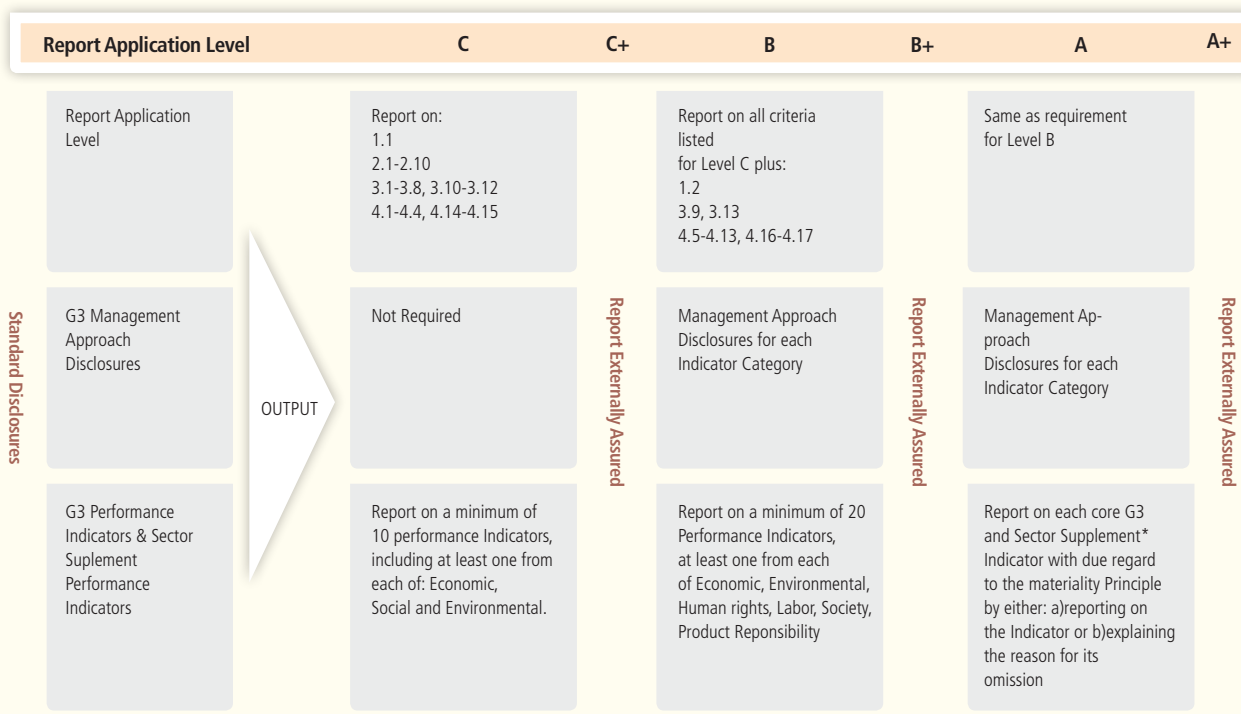 Report Application Level C C+ B B+ A A+
Report Application
Level
Report on:
1.1
2.1-2.10
3.1-3.8, 3.10-3.12
4.1-4.4, 4.14-4.15
Report on all criteria
listed
for Level C plus:
1.2
3.9, 3.13
4.5-4.13, 4.16-4.17
Same as requirement
for Level B
Standard Disclosures
G3 Management
Approach
Disclosures
OUTPUT
Not Required
Report Externally Assured
Management Approach
Disclosures for each
Indicator Category
Report Externally Assured
Management Ap-
proach
Disclosures for each
Indicator Category
Report Externally Assured
G3 Performance
Indicators & Sector
Suplement
Performance
Indicators
Report on a minimum of
10 performance Indicators,
including at least one from
each of: Economic,
Social and Environmental.
Report on a minimum of 20
Performance Indicators,
at least one from each
of Economic, Environmental,
Human rights, Labor, Society,
Product Reponsibility
Report on each core G3
and Sector Supplement*
Indicator with due regard
to the materiality Principle
by either: a)reporting on
the Indicator or b)explaining
the reason for its
omission